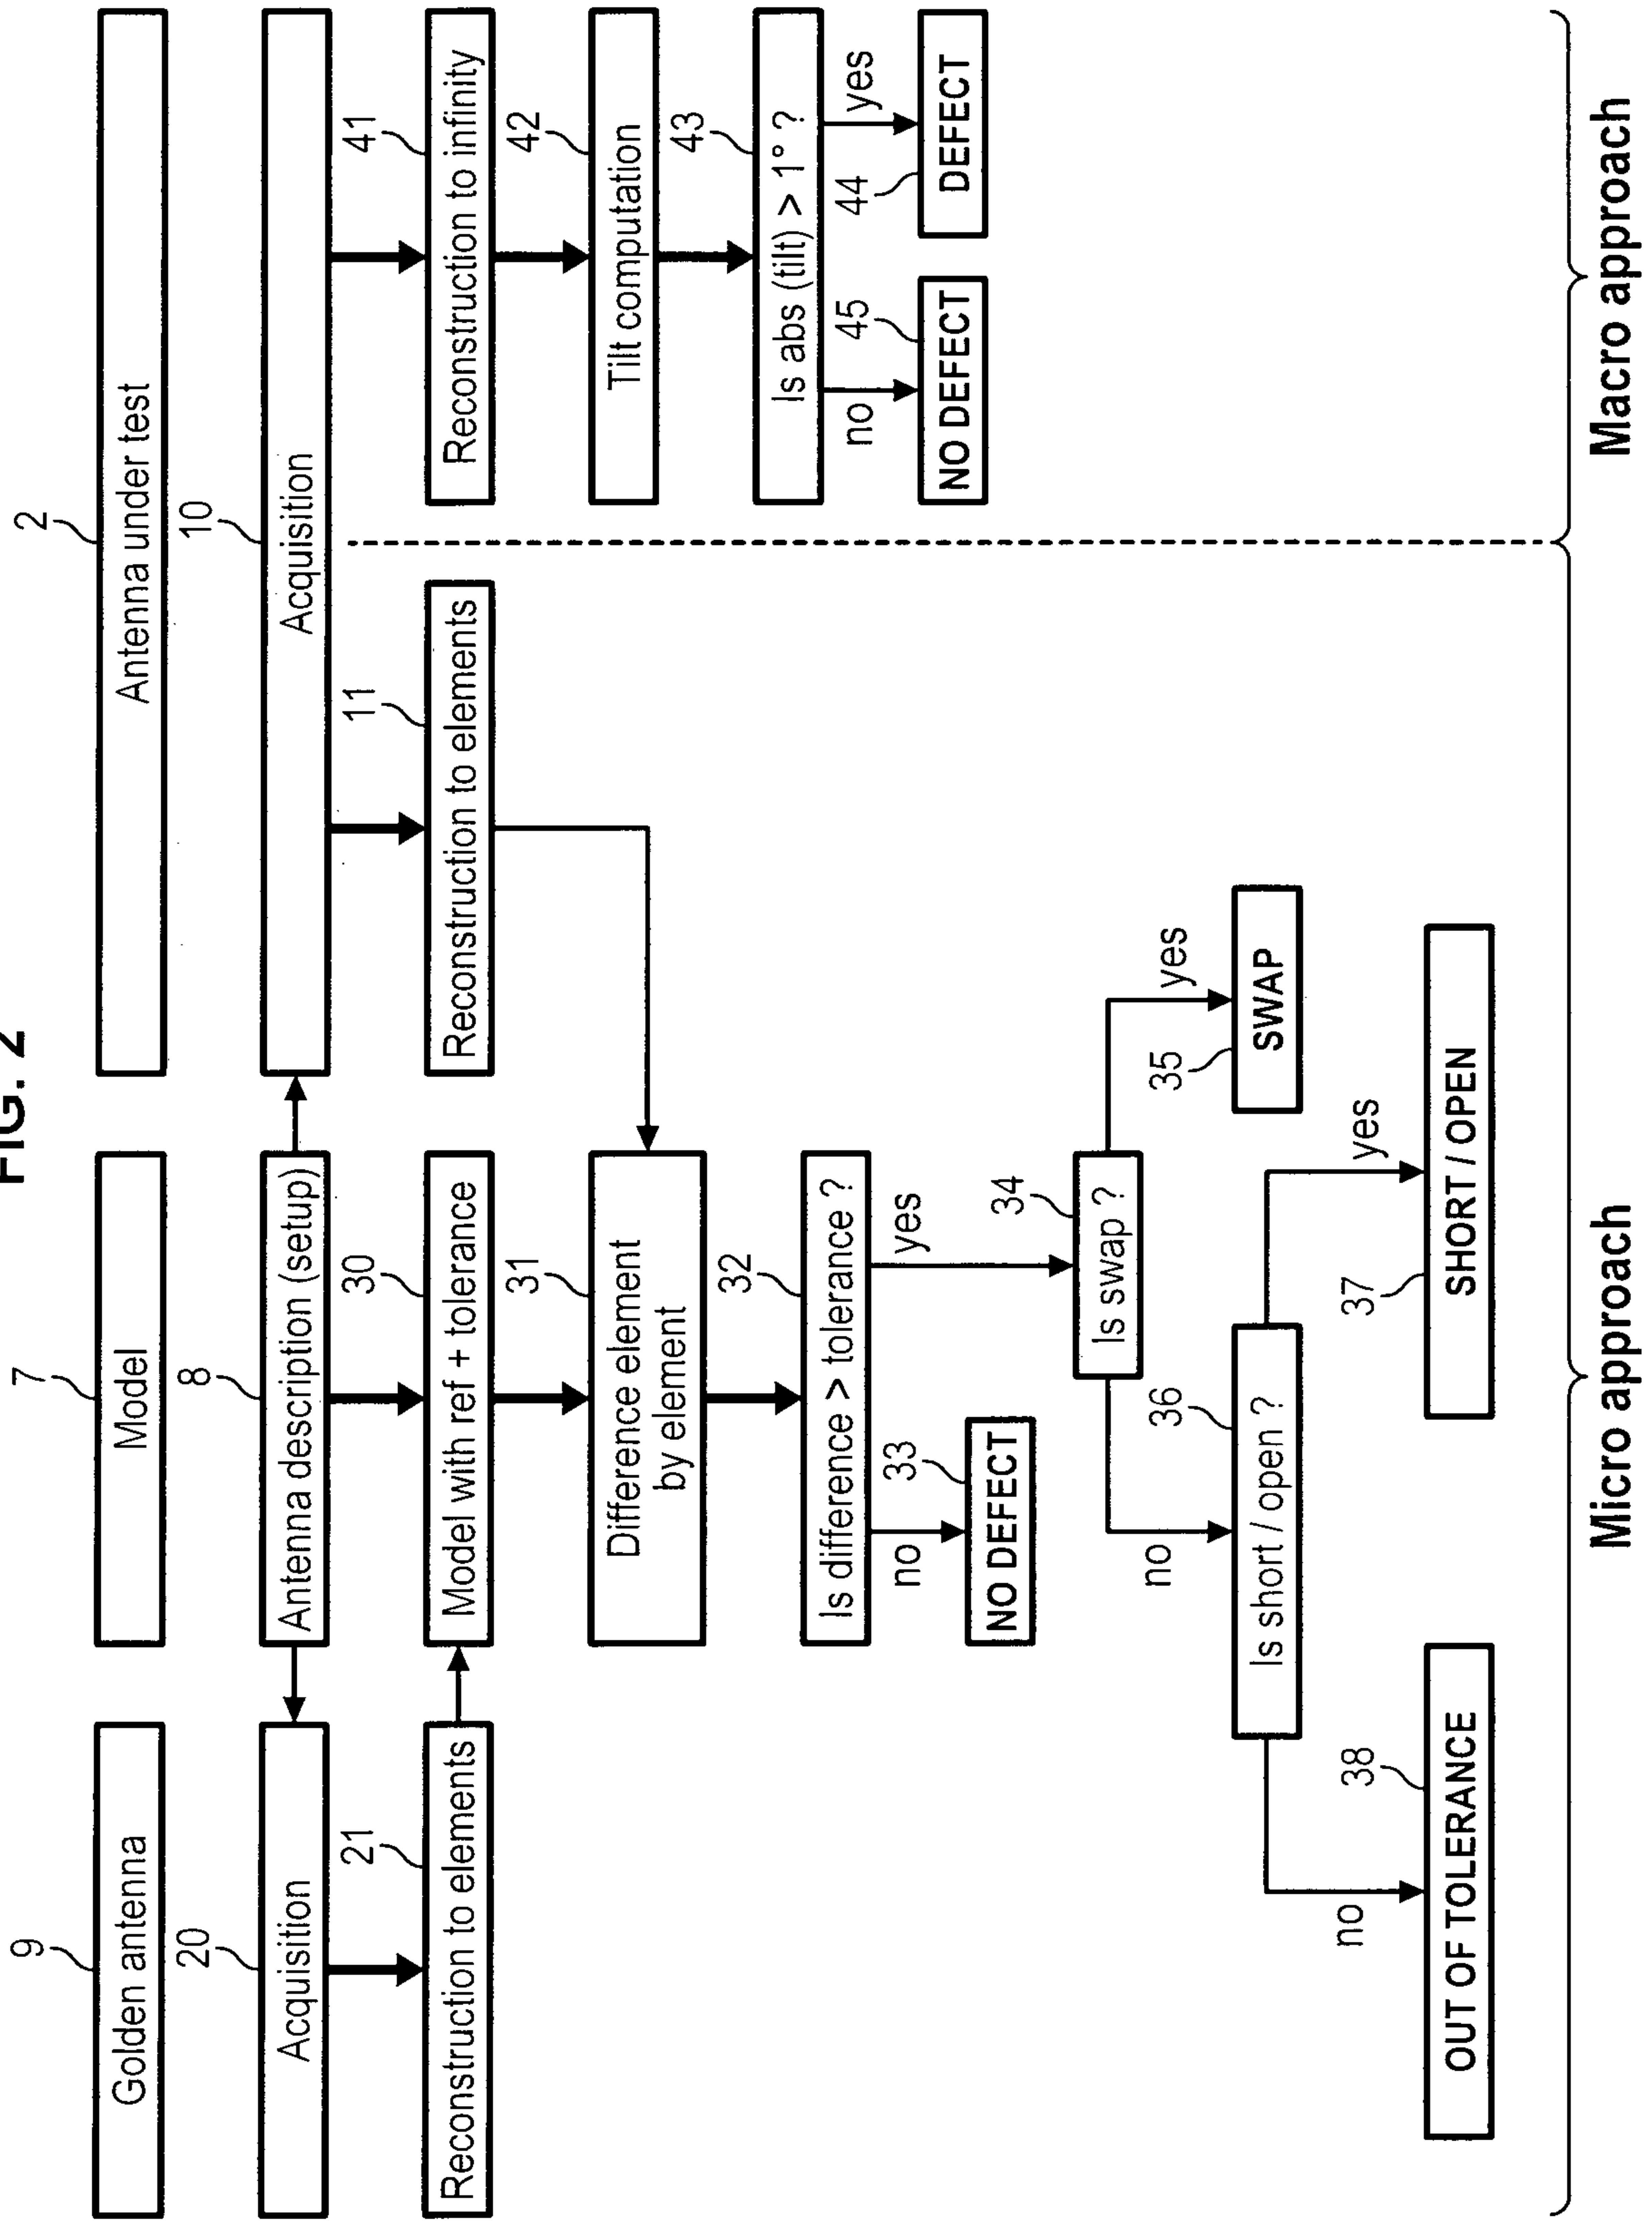 FIG. 2
9
7
2
Golden antenna
Model
Antenna under test
20
8
10
Acquisition
Antenna description (setup)
Acquisition
21
30
11
41
Reconstruction to elements
Model with ref + tolerance
Reconstruction to elements
Reconstruction to infinity
31
42
Difference element
by element
Tilt computation
32
43
Is difference > tolerance ?
Is abs (tilt) > 1° ?
no
33
yes
no
45
44
yes
NO DEFECT
NO DEFECT
DEFECT
34
Is swap ?
no
36
35
yes
Is short / open ?
SWAP
no
38
37
yes
OUT OF TOLERANCE
SHORT / OPEN
Micro approach
Macro approach